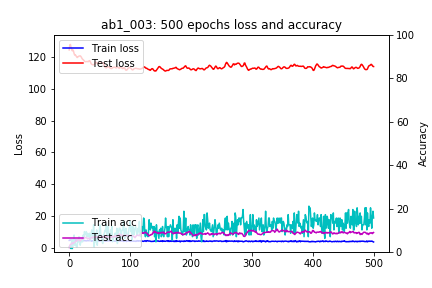 ab1_003: 500 epochs loss and accuracy
Train loss
Test loss
Train acc
Test acc
Loss
Accuracy
120
100
80
60
40
20
0
100
80
60
40
20
0
0
100
200
300
400
500